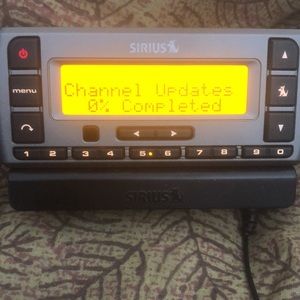 SIRIUS
Channel Updates
0% Completed
menu
1 2 3 4 5 6 7 8 9 0
SIRIUS